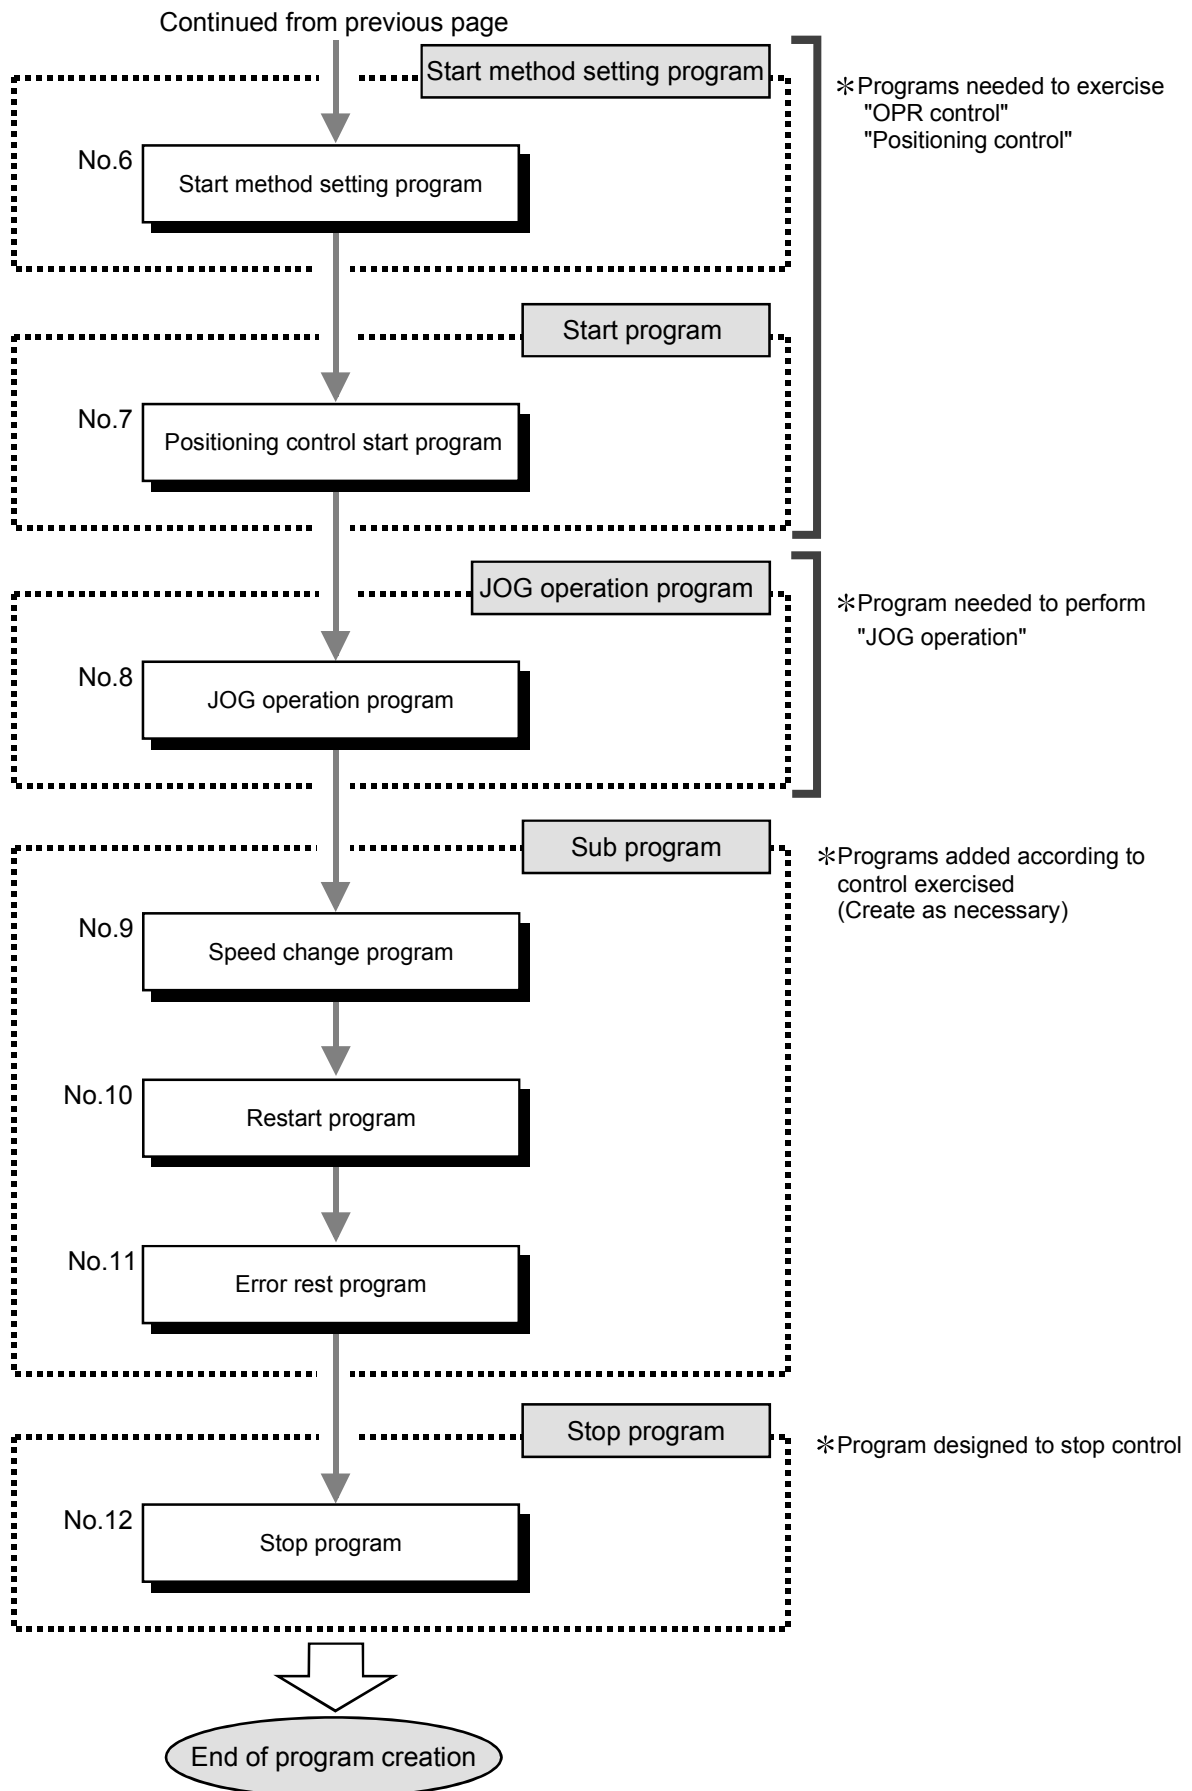 Continued from previous page
Start method setting program
＊Programs needed to exercise
"OPR control"
"Positioning control"
No.6
Start method setting program
Start program
No.7
Positioning control start program
JOG operation program
＊Program needed to perform
"JOG operation"
No.8
JOG operation program
Sub program
＊Programs added according to
control exercised
(Create as necessary)
No.9
Speed change program
No.10
Restart program
No.11
Error rest program
Stop program
＊Program designed to stop control
No.12
Stop program
End of program creation